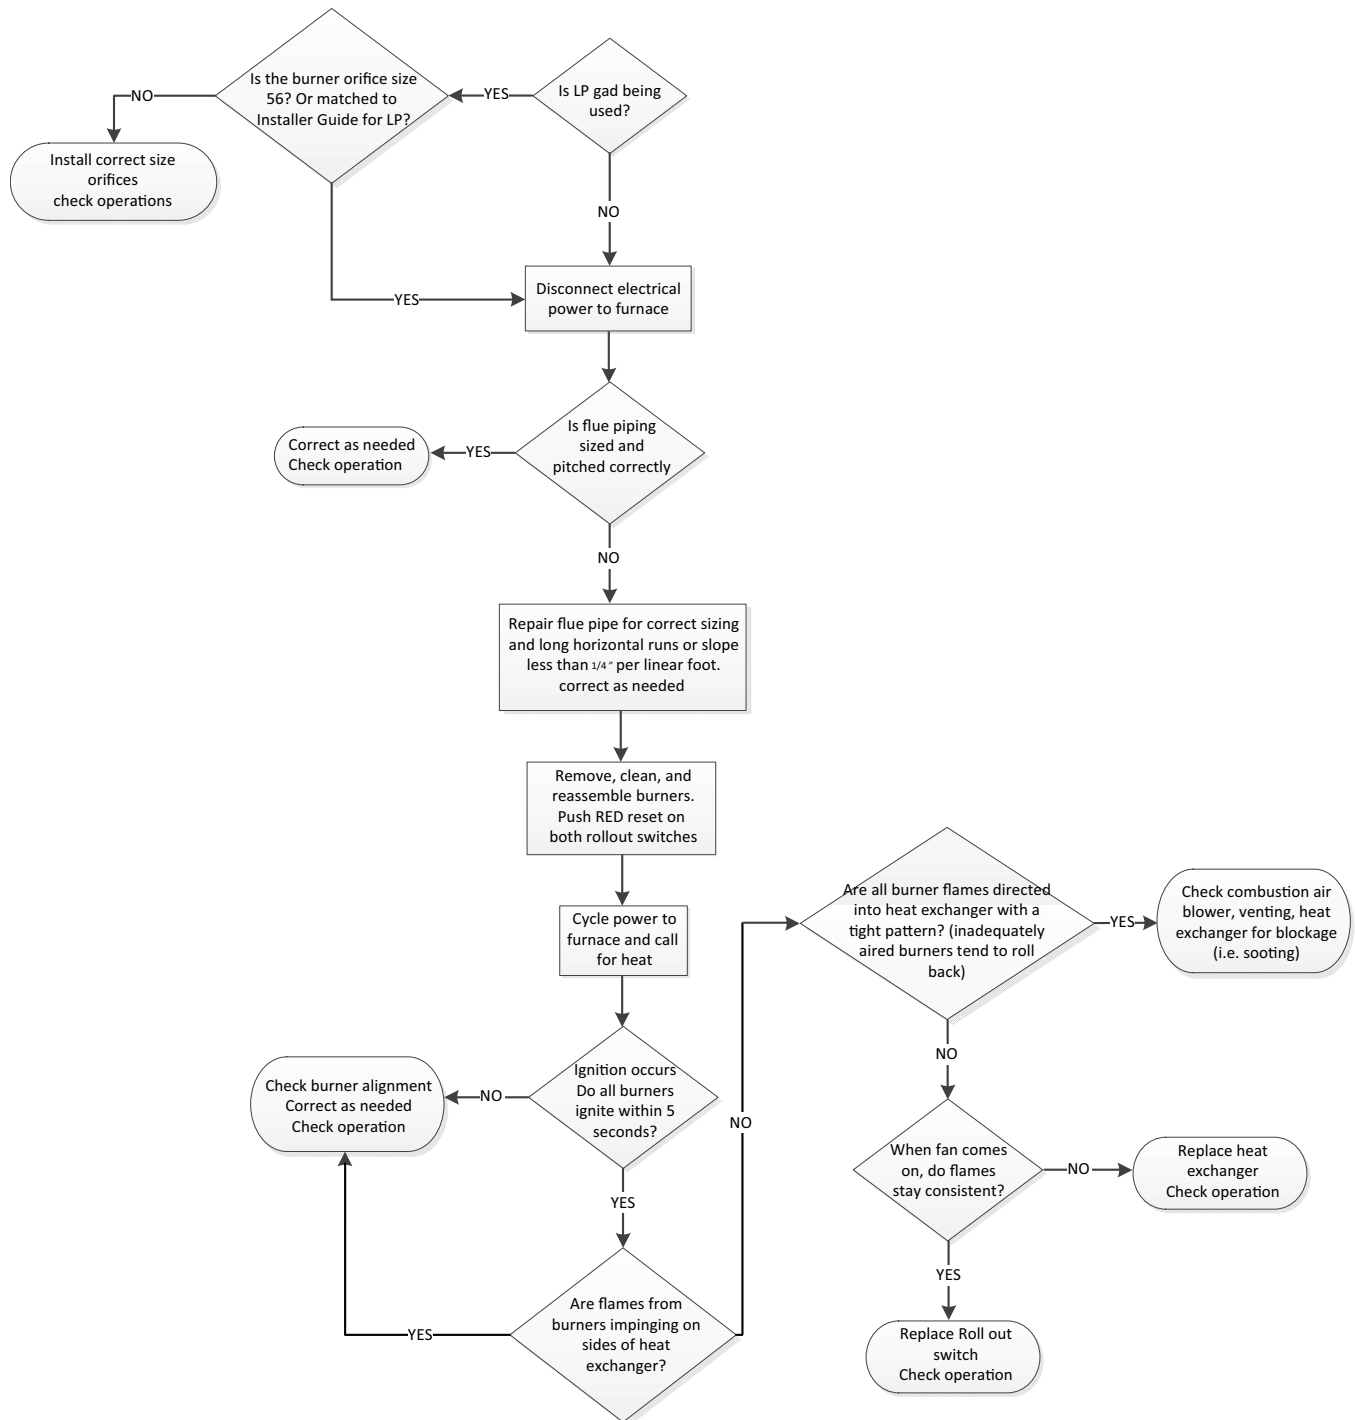 Is the burner orifice size
56? Or matched to
Installer Guide for LP?
YES
Is LP gad being
used?
NO
Install correct size
orifices
check operations
NO
YES
Disconnect electrical
power to furnace
Is flue piping
sized and
pitched correctly
YES
Correct as needed
Check operation
NO
Repair flue pipe for correct sizing
and long horizontal runs or slope
less than 1/4 " per linear foot.
correct as needed
Remove, clean, and
reassemble burners.
Push RED reset on
both rollout switches
Cycle power to
furnace and call
for heat
Ignition occurs
Do all burners
ignite within 5
seconds?
NO
Check burner alignment
Correct as needed
Check operation
YES
Are flames from
burners impinging on
sides of heat
exchanger?
YES
NO
Are all burner flames directed
into heat exchanger with a
tight pattern? (inadequately
aired burners tend to roll
back)
YES
Check combustion air
blower, venting, heat
exchanger for blockage
(i.e. sooting)
NO
When fan comes
on, do flames
stay consistent?
NO
Replace heat
exchanger
Check operation
YES
Replace Roll out
switch
Check operation